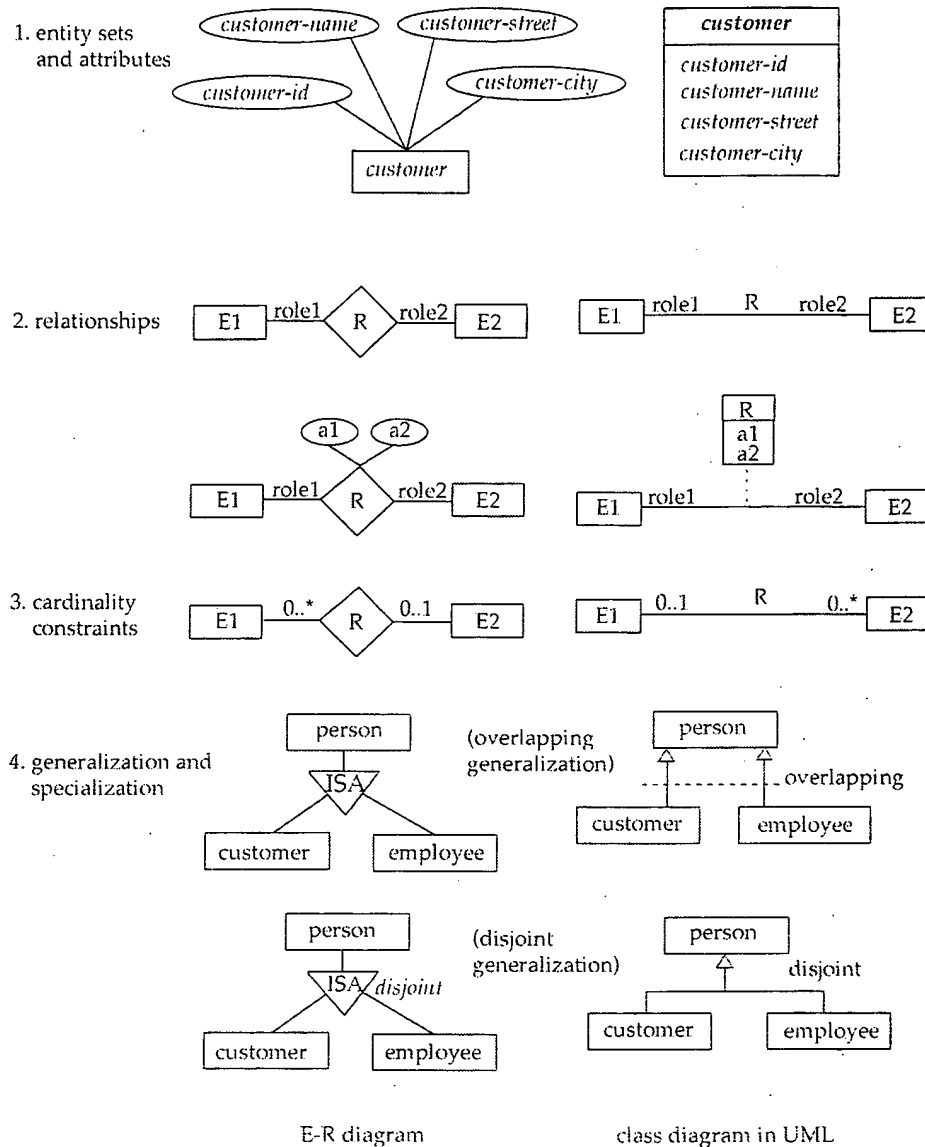 1. entity sets
and attributes
customer-name
customer-street
customer-id
customer-city
customer
customer
customer-id
customer-name
customer-street
customer-city
2. relationships
E1 role1 R role2 E2
E1 role1 R role2 E2
a1 a2
E1 role1 R role2 E2
R
a1
a2
E1 role1 role2 E2
3. cardinality
constraints
E1 0..* R 0..1 E2
E1 0..1 R 0..* E2
4. generalization and
specialization
person
ISA
customer employee
(overlapping
generalization)
person
overlapping
customer employee
person
ISA disjoint
customer employee
(disjoint
generalization)
person
disjoint
customer employee
E-R diagram
class diagram in UML